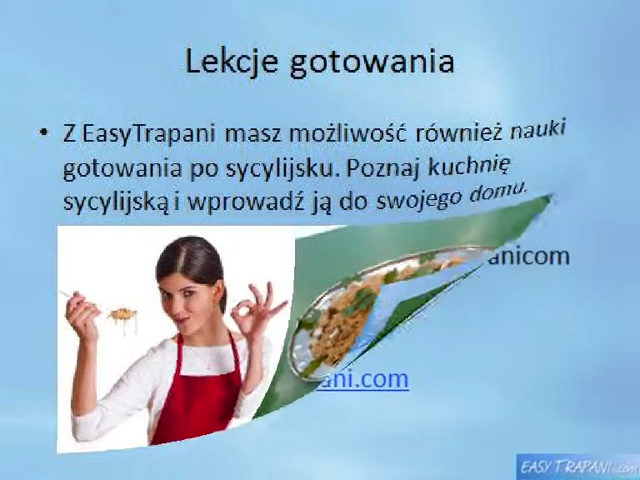 Lekcje gotowania
• Z EasyTrapani masz możliwość również nauki
gotowania po sycylijsku. Poznaj kuchnię
sycylijską i wprowadź ją do swojego domu.
anicom
ani.com
EASY TRAPANI.com